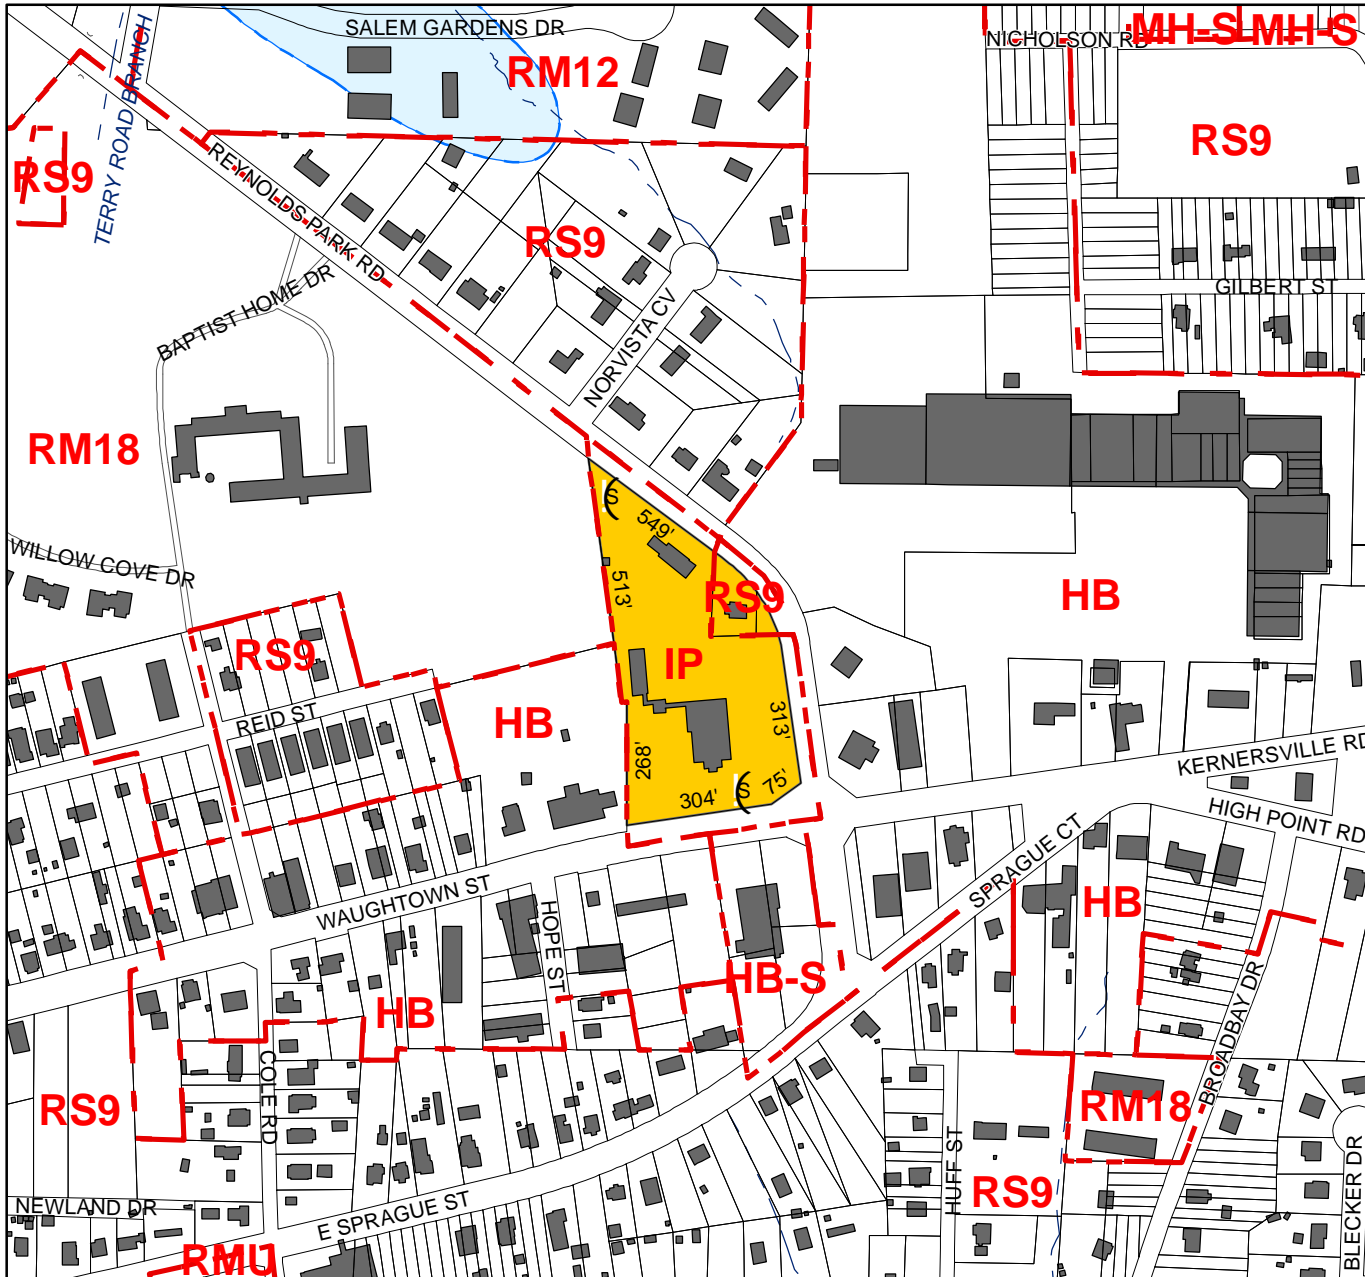 SALEM GARDENS DR
MH-S
MH-S
NICHOLSON RD
RM12
TERRY ROAD BRANCH
RS9
RS9
REYNOLDS PARK RD
RS9
BAPTIST HOME DR
GILBERT ST
NORVISTA CV
RM18
S
549'
WILLOW COVE DR
513'
RS9
HB
RS9
IP
REID ST
HB
313'
268'
KERNERSVILLE RD
304'
S
75'
HIGH POINT RD
SPRAGUE CT
WAUGHTOWN ST
HOPE ST
HB
HB-S
BROADBAY DR
HB
COLE RD
RS9
RM18
HUFF ST
BLECKER DR
RS9
NEWLAND DR
E SPRAGUE ST
RMU